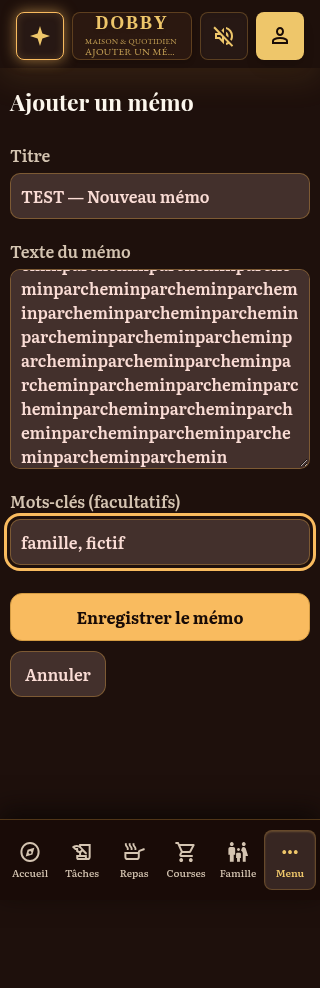 DOBBY
MAISON & QUOTIDIEN
AJOUTER UN MÉ…
Ajouter un mémo
Titre
TEST — Nouveau mémo
Texte du mémo
minparcheminparcheminparchem
inparcheminparcheminparchemin
parcheminparcheminparcheminp
archeminparcheminparcheminpa
rcheminparcheminparcheminparc
heminparcheminparcheminparch
eminparcheminparcheminparche
minparcheminparchemin
Mots-clés (facultatifs)
famille, fictif
Enregistrer le mémo
Annuler
Accueil
Tâches
Repas
Courses
Famille
Menu